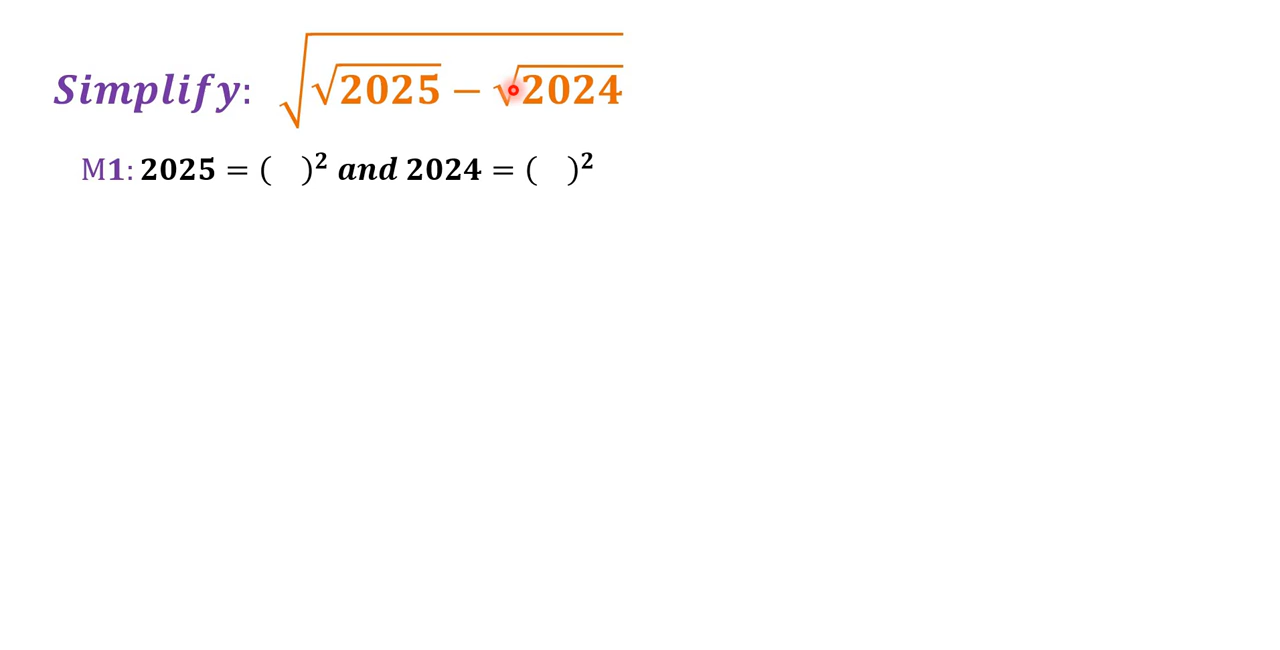 Simplify: √(√2025 − √2024)
M1: 2025 = (  )² and 2024 = (  )²